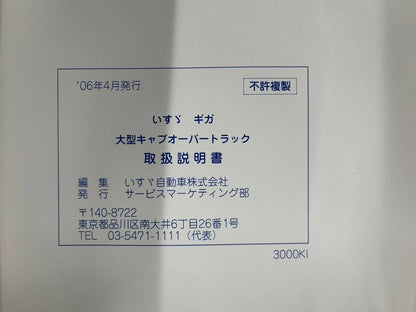 '06年4月発行
不許複製
いすゞ ギガ
大型キャブオーバートラック
取扱説明書
編 集 いすゞ自動車株式会社
発 行 サービスマーケティング部
〒140-8722
東京都品川区南大井6丁目26番1号
TEL 03-5471-1111（代表）
3000KI